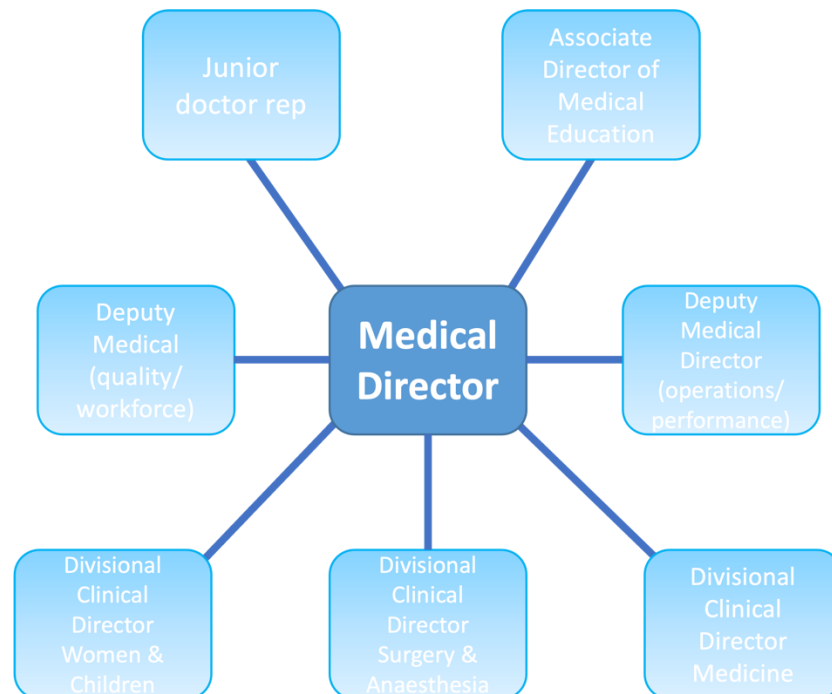 Junior
doctor rep
Associate
Director of
Medical
Education
Deputy
Medical
(quality/
workforce)
Medical
Director
Deputy
Medical
Director
(operations/
performance)
Divisional
Clinical
Director
Women &
Children
Divisional
Clinical
Director
Surgery &
Anaesthesia
Divisional
Clinical
Director
Medicine